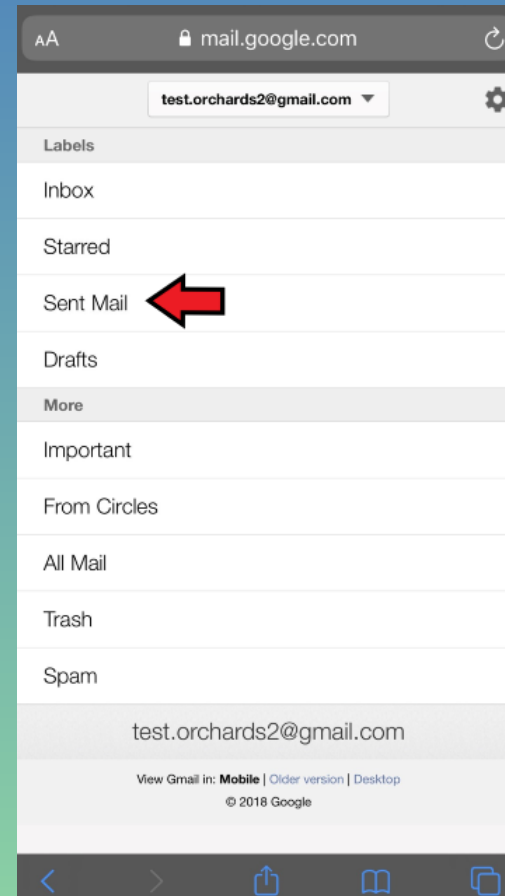 AA mail.google.com
test.orchards2@gmail.com
Labels
Inbox
Starred
Sent Mail
Drafts
More
Important
From Circles
All Mail
Trash
Spam
test.orchards2@gmail.com
View Gmail in: Mobile | Older version | Desktop
© 2018 Google